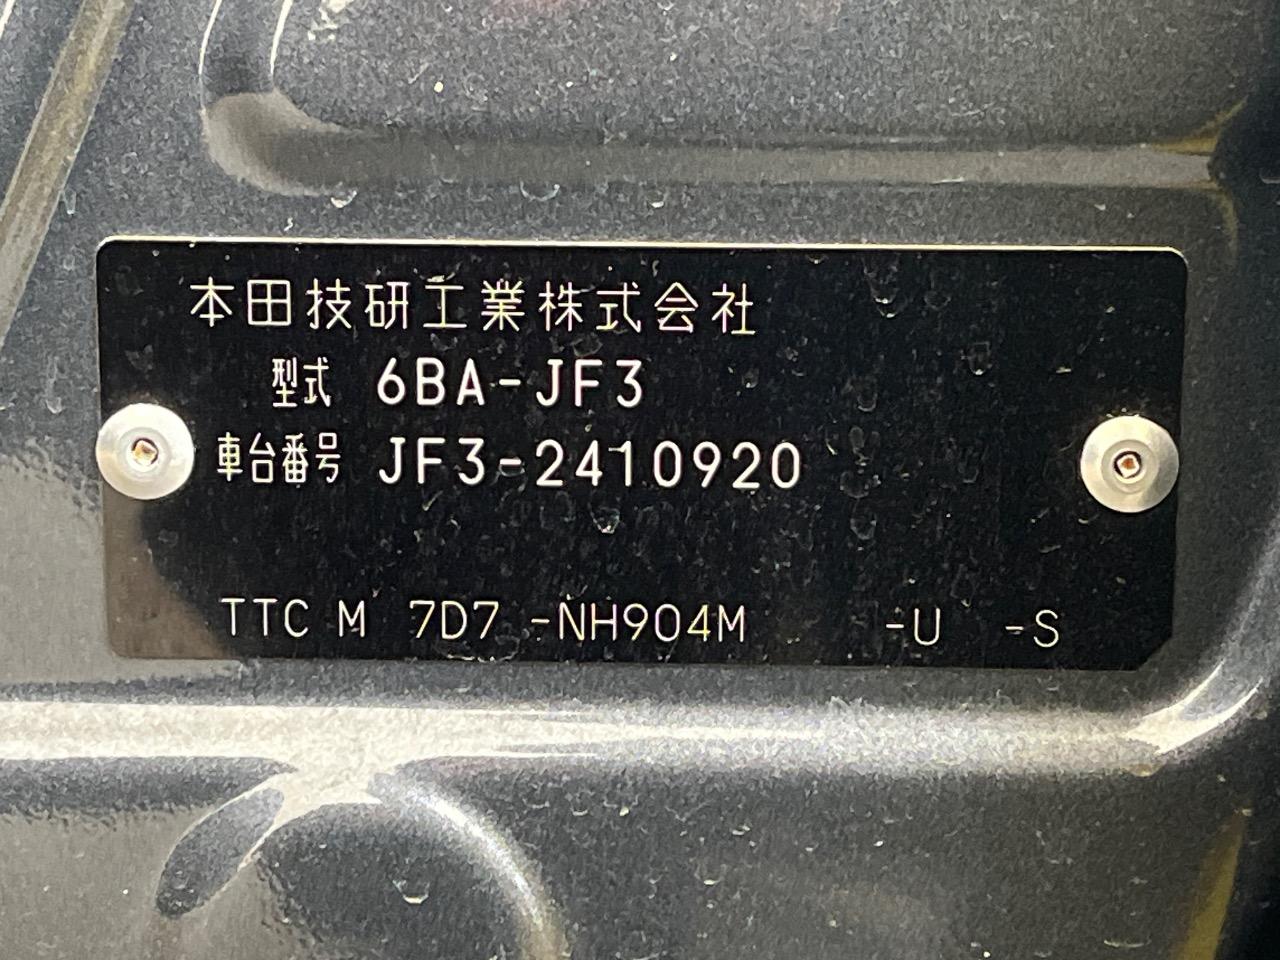 本田技研工業株式会社
型式 6BA-JF3
車台番号 JF3-2410920
TTC M 7D7 -NH904M -U -S